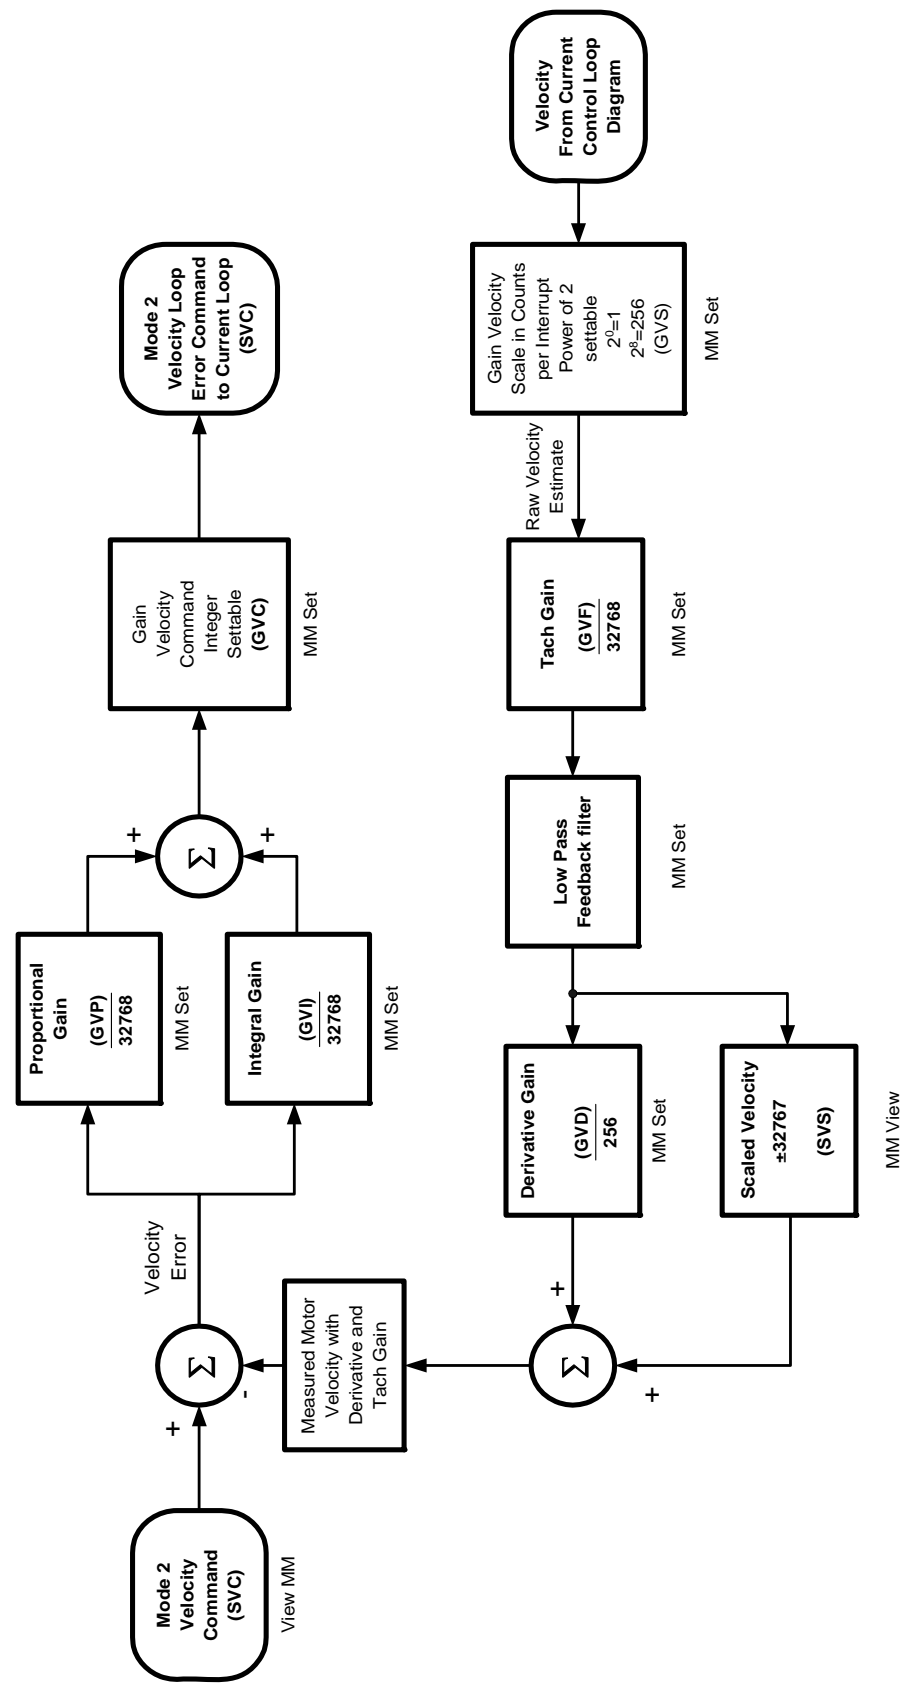 Mode 2
Velocity
Command
(SVC)
View MM
+
Σ
-
Velocity
Error
Proportional
Gain
(GVP)
32768
MM Set
Integral Gain
(GVI)
32768
MM Set
+
Σ
+
Gain
Velocity
Command
Integer
Settable
(GVC)
MM Set
Mode 2
Velocity Loop
Error Command
to Current Loop
(SVC)
Measured Motor
Velocity with
Derivative and
Tach Gain
+
Σ
+
Derivative Gain
(GVD)
256
MM Set
Scaled Velocity
±32767
(SVS)
MM View
Low Pass
Feedback filter
MM Set
Tach Gain
(GVF)
32768
MM Set
Raw Velocity
Estimate
Gain Velocity
Scale in Counts
per Interrupt
Power of 2
settable
2⁰=1
2⁸=256
(GVS)
MM Set
Velocity
From Current
Control Loop
Diagram